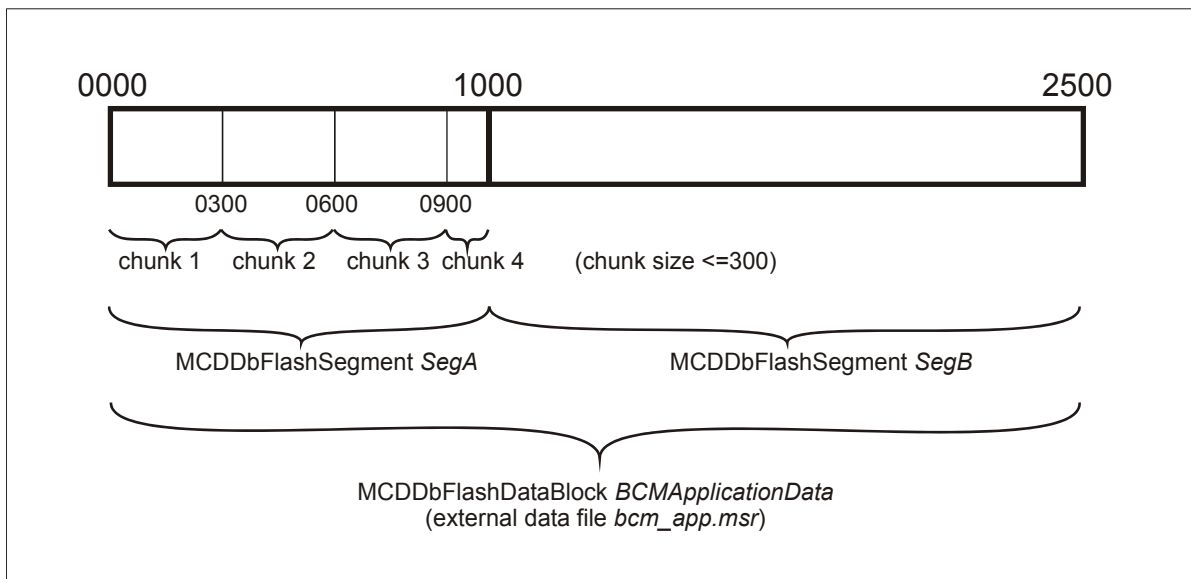 0000 1000 2500
0300 0600 0900
chunk 1 chunk 2 chunk 3 chunk 4 (chunk size <=300)
MCDDbFlashSegment SegA MCDDbFlashSegment SegB
MCDDbFlashDataBlock BCMApplicationData
(external data file bcm_app.msr)